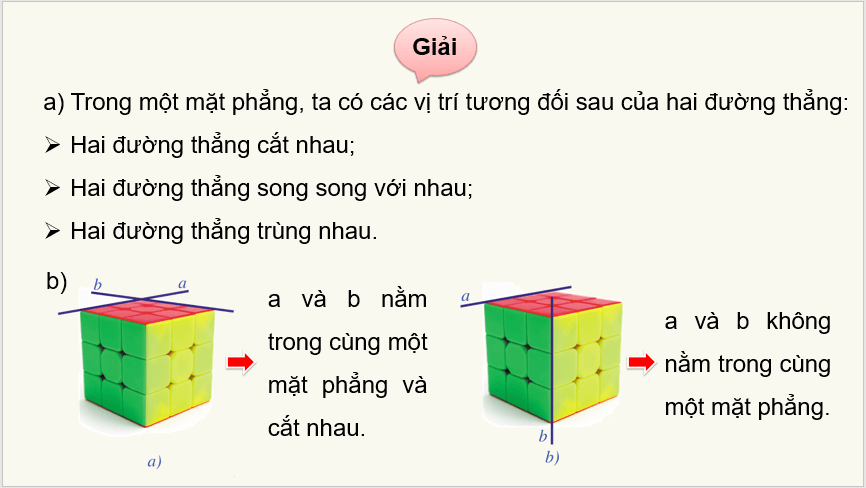 Giải
a) Trong một mặt phẳng, ta có các vị trí tương đối sau của hai đường thẳng:
➢ Hai đường thẳng cắt nhau;
➢ Hai đường thẳng song song với nhau;
➢ Hai đường thẳng trùng nhau.
b)
b a
a và b nằm
trong cùng một
mặt phẳng và
cắt nhau.
a)
a
b
b)
a và b không
nằm trong cùng
một mặt phẳng.